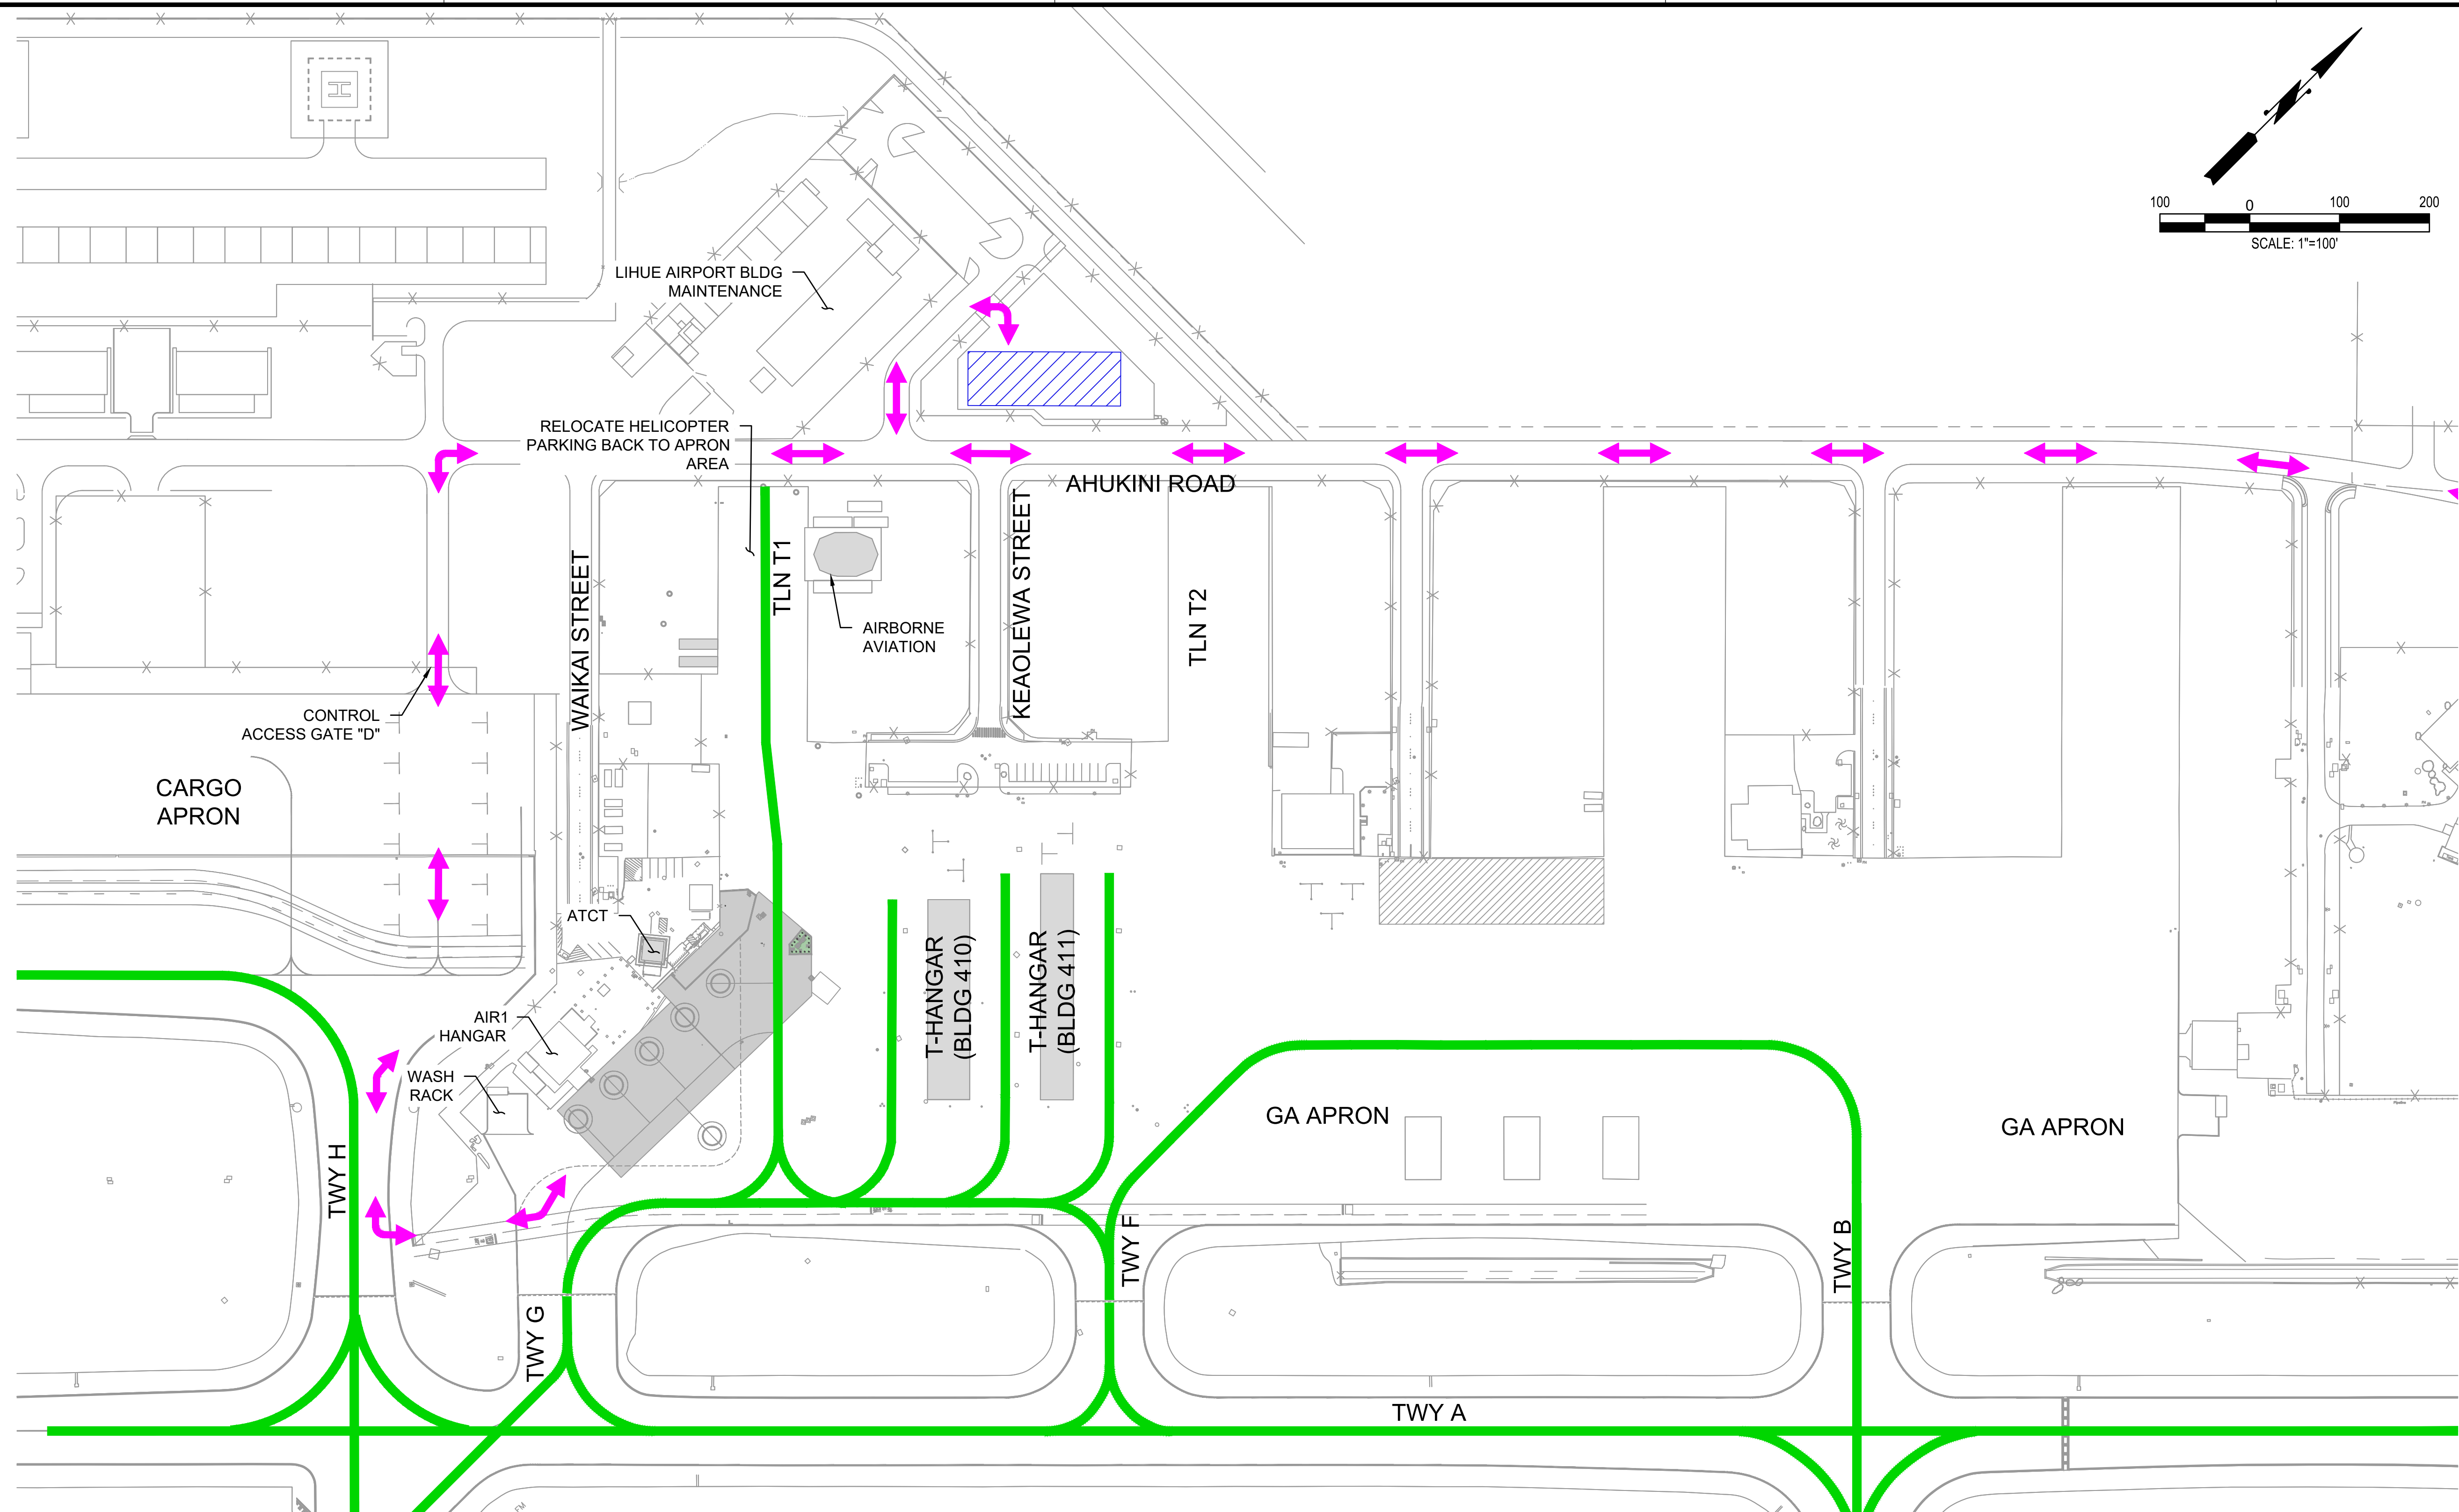 H
100 0 100 200
SCALE: 1"=100'
LIHUE AIRPORT BLDG
MAINTENANCE
RELOCATE HELICOPTER
PARKING BACK TO APRON
AREA
AHUKINI ROAD
WAIKAI STREET
TLN T1
KEAOLEWA STREET
TLN T2
AIRBORNE
AVIATION
CONTROL
ACCESS GATE "D"
CARGO
APRON
ATCT
T-HANGAR
(BLDG 410)
T-HANGAR
(BLDG 411)
AIR1
HANGAR
WASH
RACK
GA APRON
GA APRON
TWY H
TWY G
TWY F
TWY B
TWY A